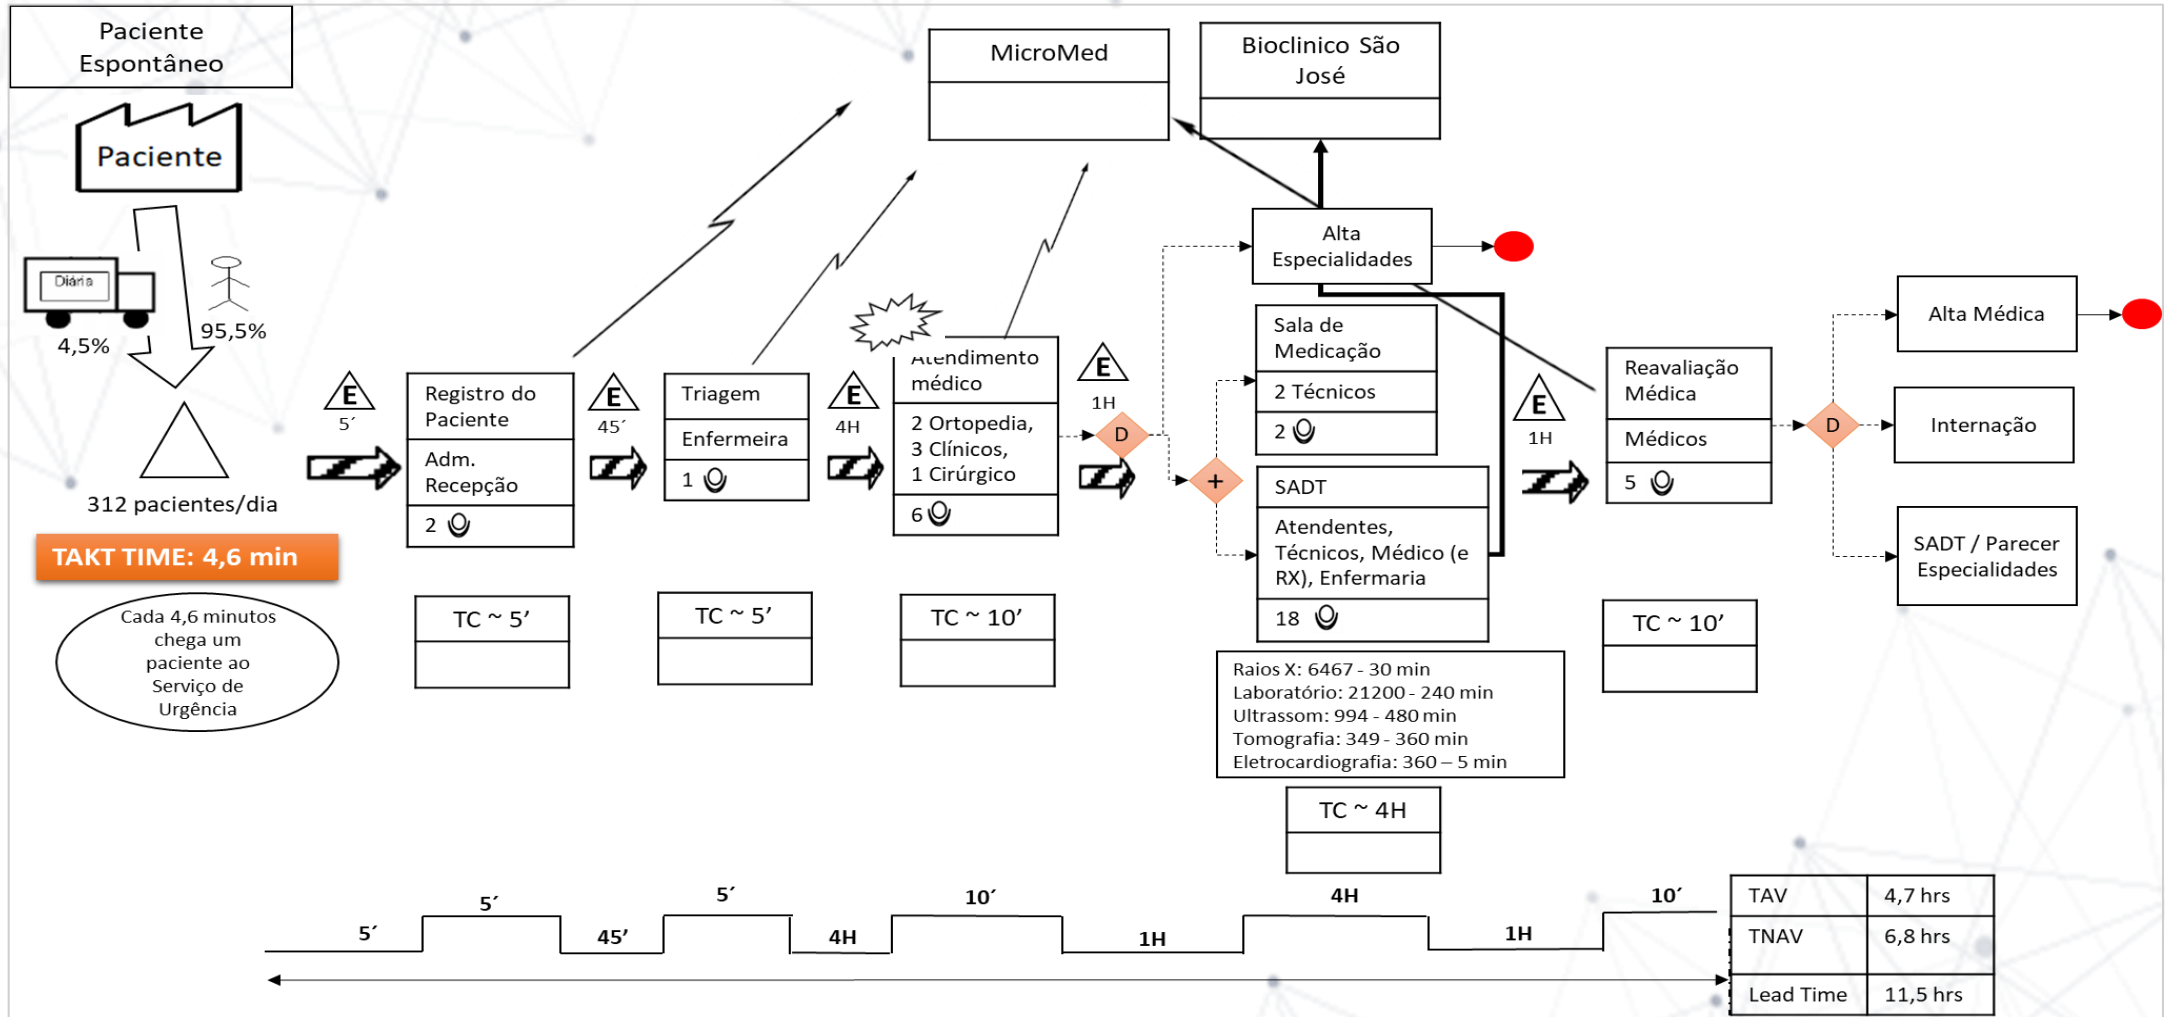 Paciente
Espontâneo
Paciente
Diária
4,5%
95,5%
312 pacientes/dia
TAKT TIME: 4,6 min
Cada 4,6 minutos
chega um
paciente ao
Serviço de
Urgência
E
5´
Registro do
Paciente
Adm.
Recepção
2
TC ~ 5’
E
45´
Triagem
Enfermeira
1
TC ~ 5’
E
4H
Atendimento
médico
2 Ortopedia,
3 Clínicos,
1 Cirúrgico
6
TC ~ 10’
MicroMed
Bioclinico São
José
E
1H
D
+
Alta
Especialidades
Sala de
Medicação
2 Técnicos
2
SADT
Atendentes,
Técnicos, Médico (e
RX), Enfermaria
18
Raios X: 6467 - 30 min
Laboratório: 21200 - 240 min
Ultrassom: 994 - 480 min
Tomografia: 349 - 360 min
Eletrocardiografia: 360 – 5 min
TC ~ 4H
E
1H
Reavaliação
Médica
Médicos
5
TC ~ 10’
D
Alta Médica
Internação
SADT / Parecer
Especialidades
5´
5´
45’
5´
4H
10´
1H
4H
1H
10´
TAV 4,7 hrs
TNAV 6,8 hrs
Lead Time 11,5 hrs